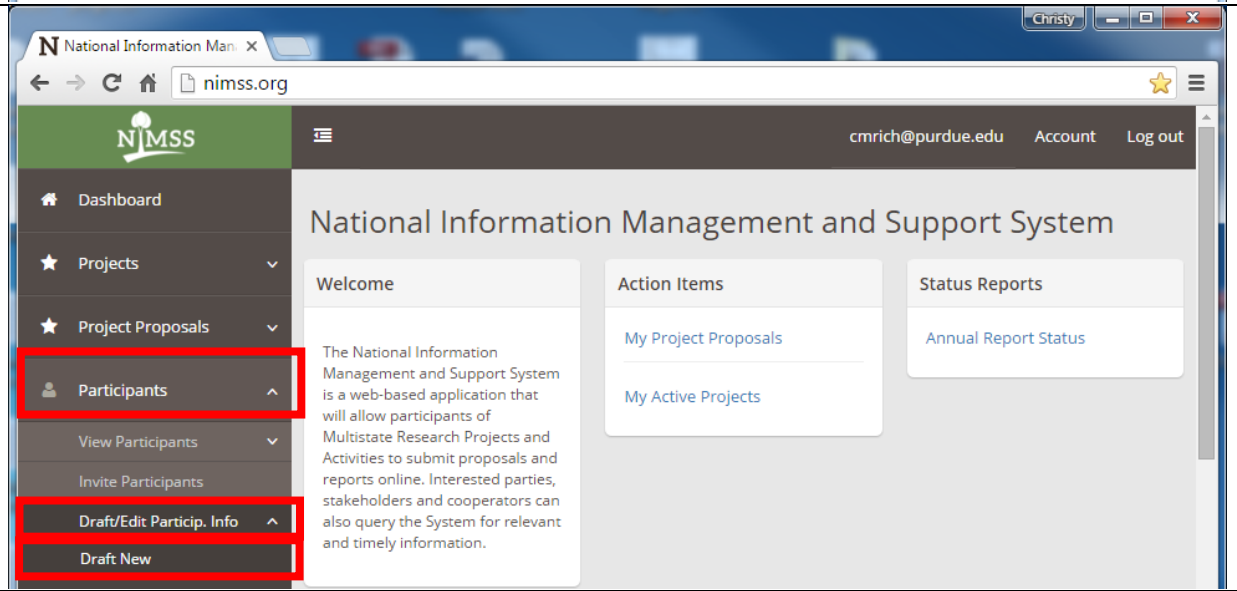 Christy
National Information Man
nimss.org
NIMSS
cmrich@purdue.edu Account Log out
Dashboard
Projects
Project Proposals
Participants
View Participants
Invite Participants
Draft/Edit Particip. Info
Draft New
National Information Management and Support System
Welcome
The National Information
Management and Support System
is a web-based application that
will allow participants of
Multistate Research Projects and
Activities to submit proposals and
reports online. Interested parties,
stakeholders and cooperators can
also query the System for relevant
and timely information.
Action Items
My Project Proposals
My Active Projects
Status Reports
Annual Report Status